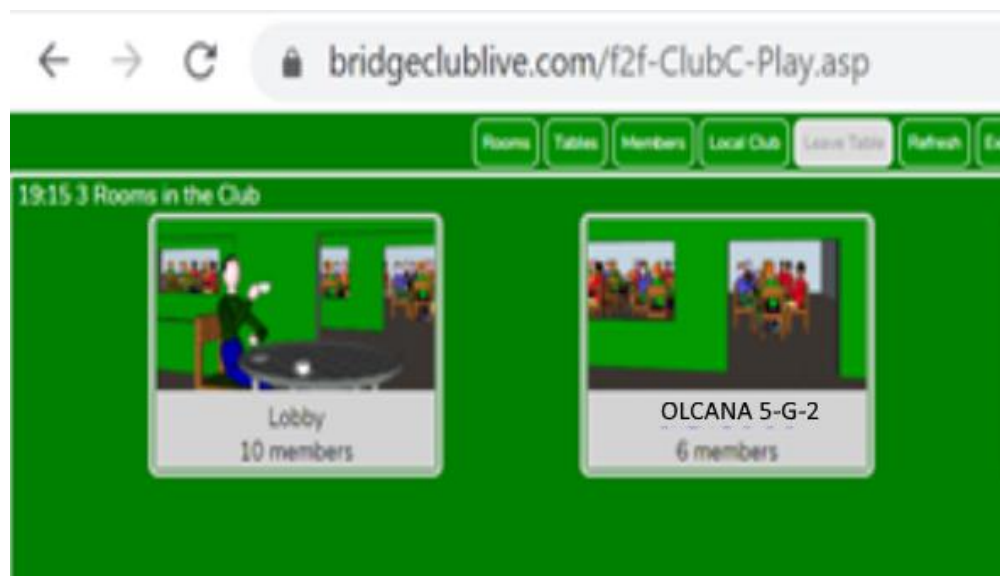 bridgeclublive.com/f2f-ClubC-Play.asp
Rooms Tables Members Local Club Leave Table Refresh
19:15 3 Rooms in the Club
Lobby
10 members
OLCANA 5-G-2
6 members